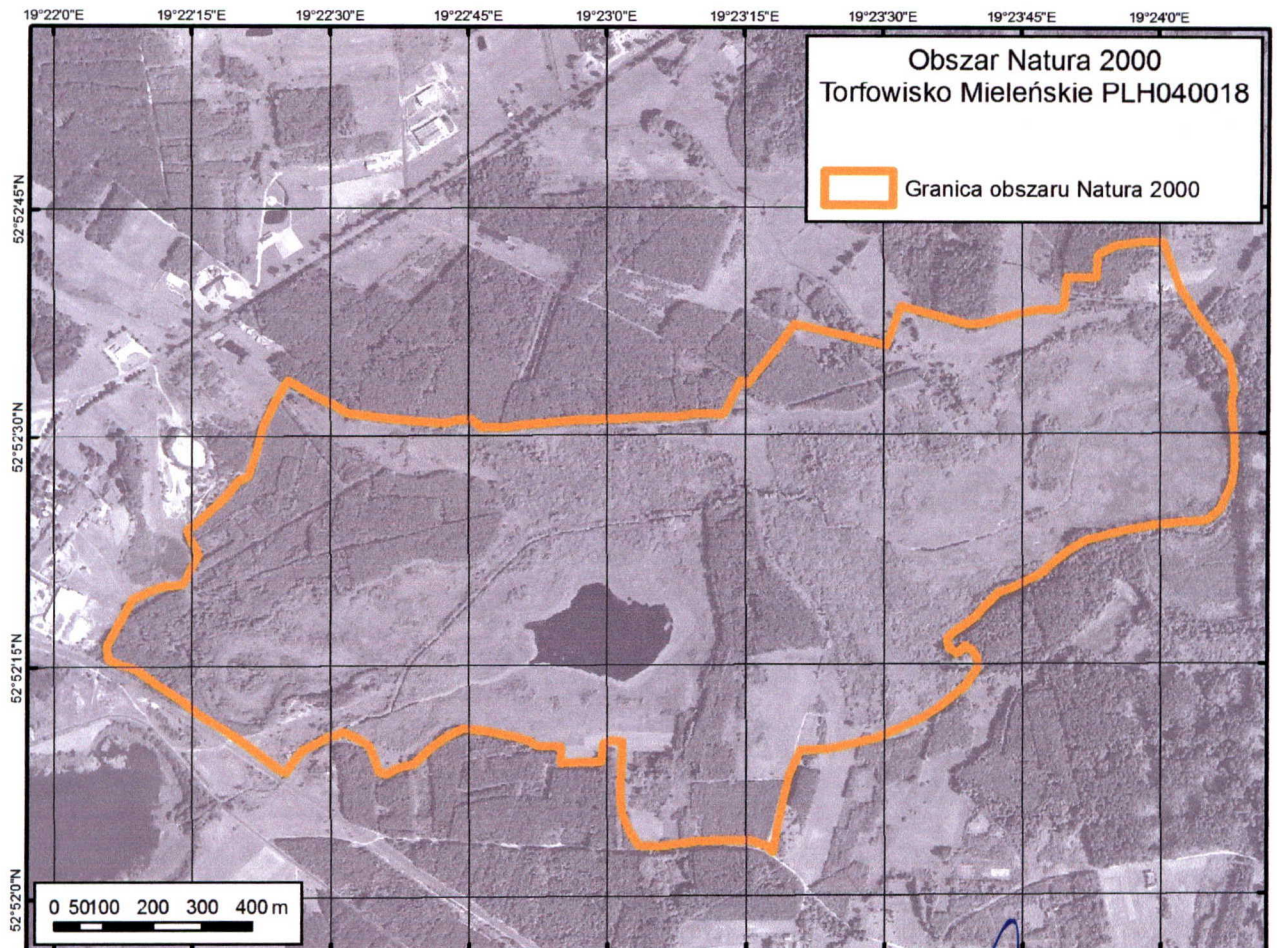 19°22'0"E 19°22'15"E 19°22'30"E 19°22'45"E 19°23'0"E 19°23'15"E 19°23'30"E 19°23'45"E 19°24'0"E
Obszar Natura 2000
Torfowisko Mieleńskie PLH040018
Granica obszaru Natura 2000
52°52'45"N
52°52'30"N
52°52'15"N
52°52'0"N
0 50100 200 300 400 m